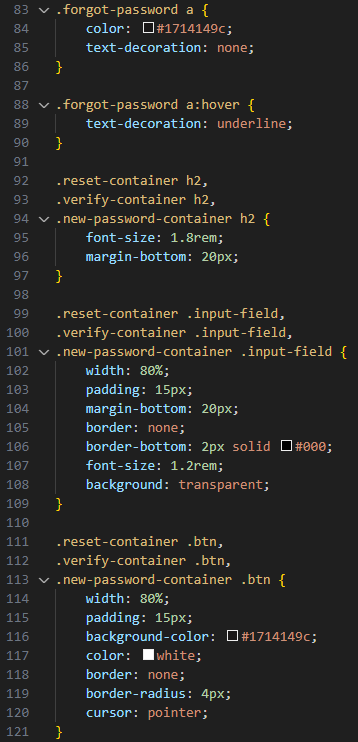 83 .forgot-password a {
84     color: #1714149c;
85     text-decoration: none;
86 }
87
88 .forgot-password a:hover {
89     text-decoration: underline;
90 }
91
92 .reset-container h2,
93 .verify-container h2,
94 .new-password-container h2 {
95     font-size: 1.8rem;
96     margin-bottom: 20px;
97 }
98
99 .reset-container .input-field,
100 .verify-container .input-field,
101 .new-password-container .input-field {
102     width: 80%;
103     padding: 15px;
104     margin-bottom: 20px;
105     border: none;
106     border-bottom: 2px solid #000;
107     font-size: 1.2rem;
108     background: transparent;
109 }
110
111 .reset-container .btn,
112 .verify-container .btn,
113 .new-password-container .btn {
114     width: 80%;
115     padding: 15px;
116     background-color: #1714149c;
117     color: white;
118     border: none;
119     border-radius: 4px;
120     cursor: pointer;
121 }